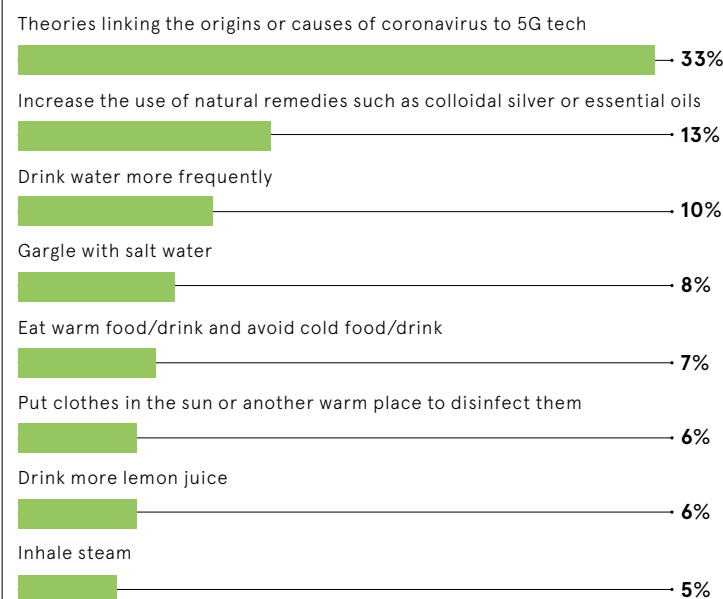 Theories linking the origins or causes of coronavirus to 5G tech
33%
Increase the use of natural remedies such as colloidal silver or essential oils
13%
Drink water more frequently
10%
Gargle with salt water
8%
Eat warm food/drink and avoid cold food/drink
7%
Put clothes in the sun or another warm place to disinfect them
6%
Drink more lemon juice
6%
Inhale steam
5%